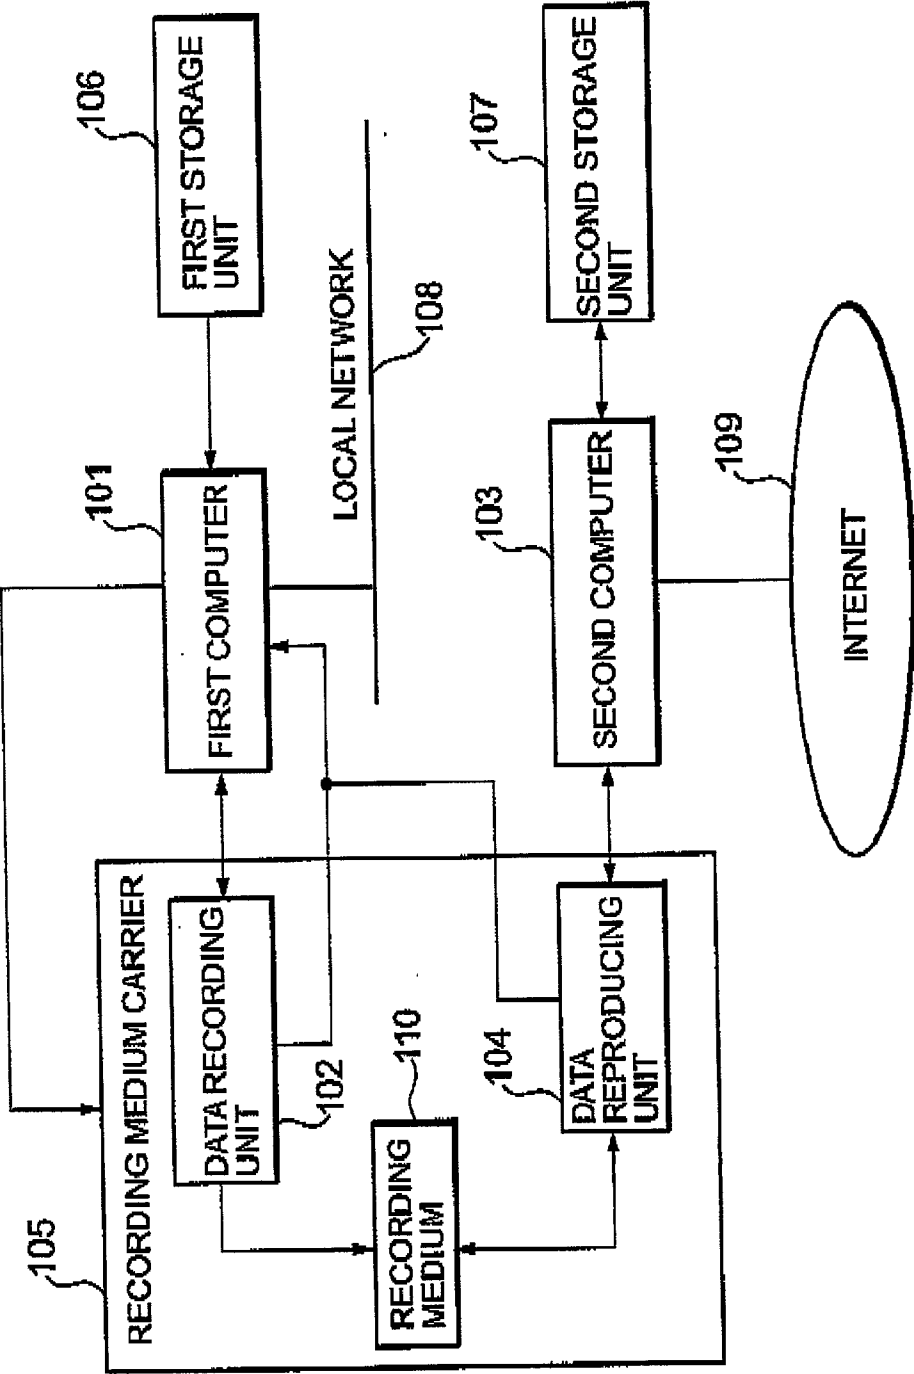 105
RECORDING MEDIUM CARRIER
DATA RECORDING
UNIT
102
101
FIRST COMPUTER
106
FIRST STORAGE
UNIT
LOCAL NETWORK
108
RECORDING
MEDIUM
110
104
DATA
REPRODUCING
UNIT
103
SECOND COMPUTER
107
SECOND STORAGE
UNIT
109
INTERNET